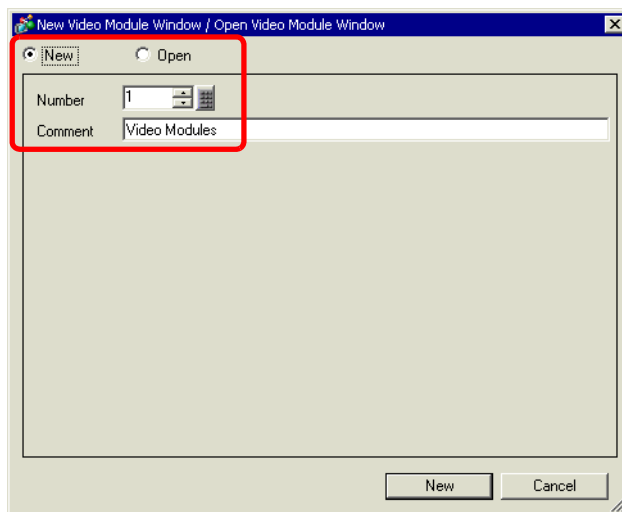 New Video Module Window / Open Video Module Window
New Open
Number 1
Comment Video Modules
New Cancel